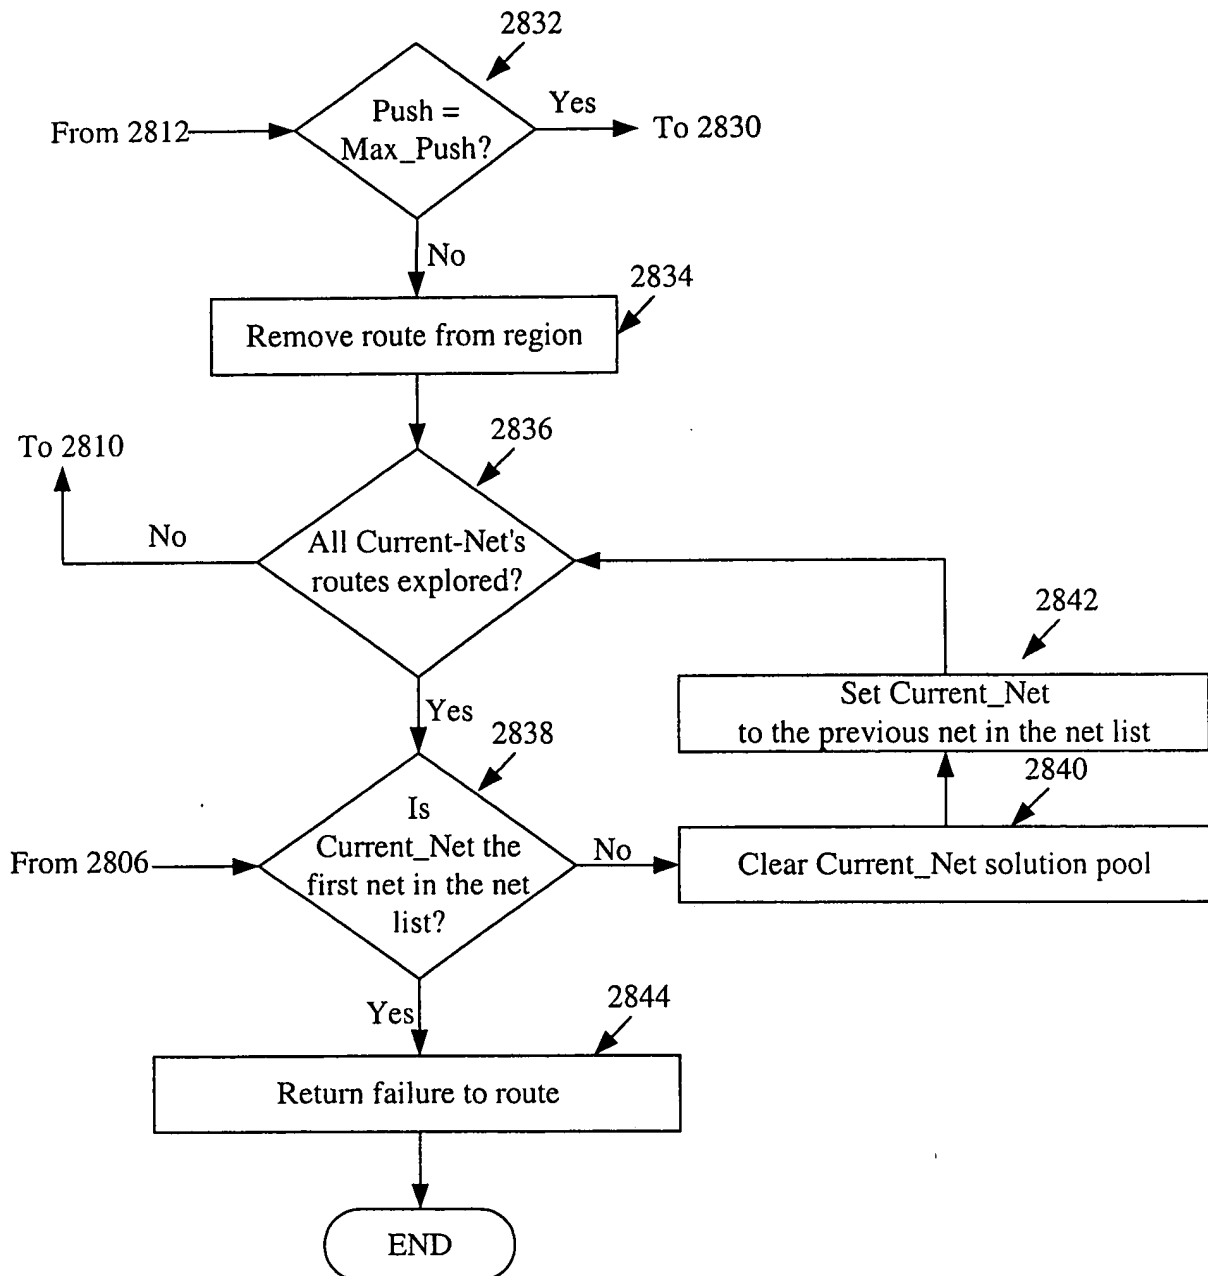 2832
Push =
Max_Push?
Yes
From 2812
To 2830
No
2834
Remove route from region
To 2810
2836
No
All Current-Net's
routes explored?
2842
Set Current_Net
to the previous net in the net list
Yes
2838
2840
Is
Current_Net the
first net in the net
list?
From 2806
No
Clear Current_Net solution pool
Yes
2844
Return failure to route
END